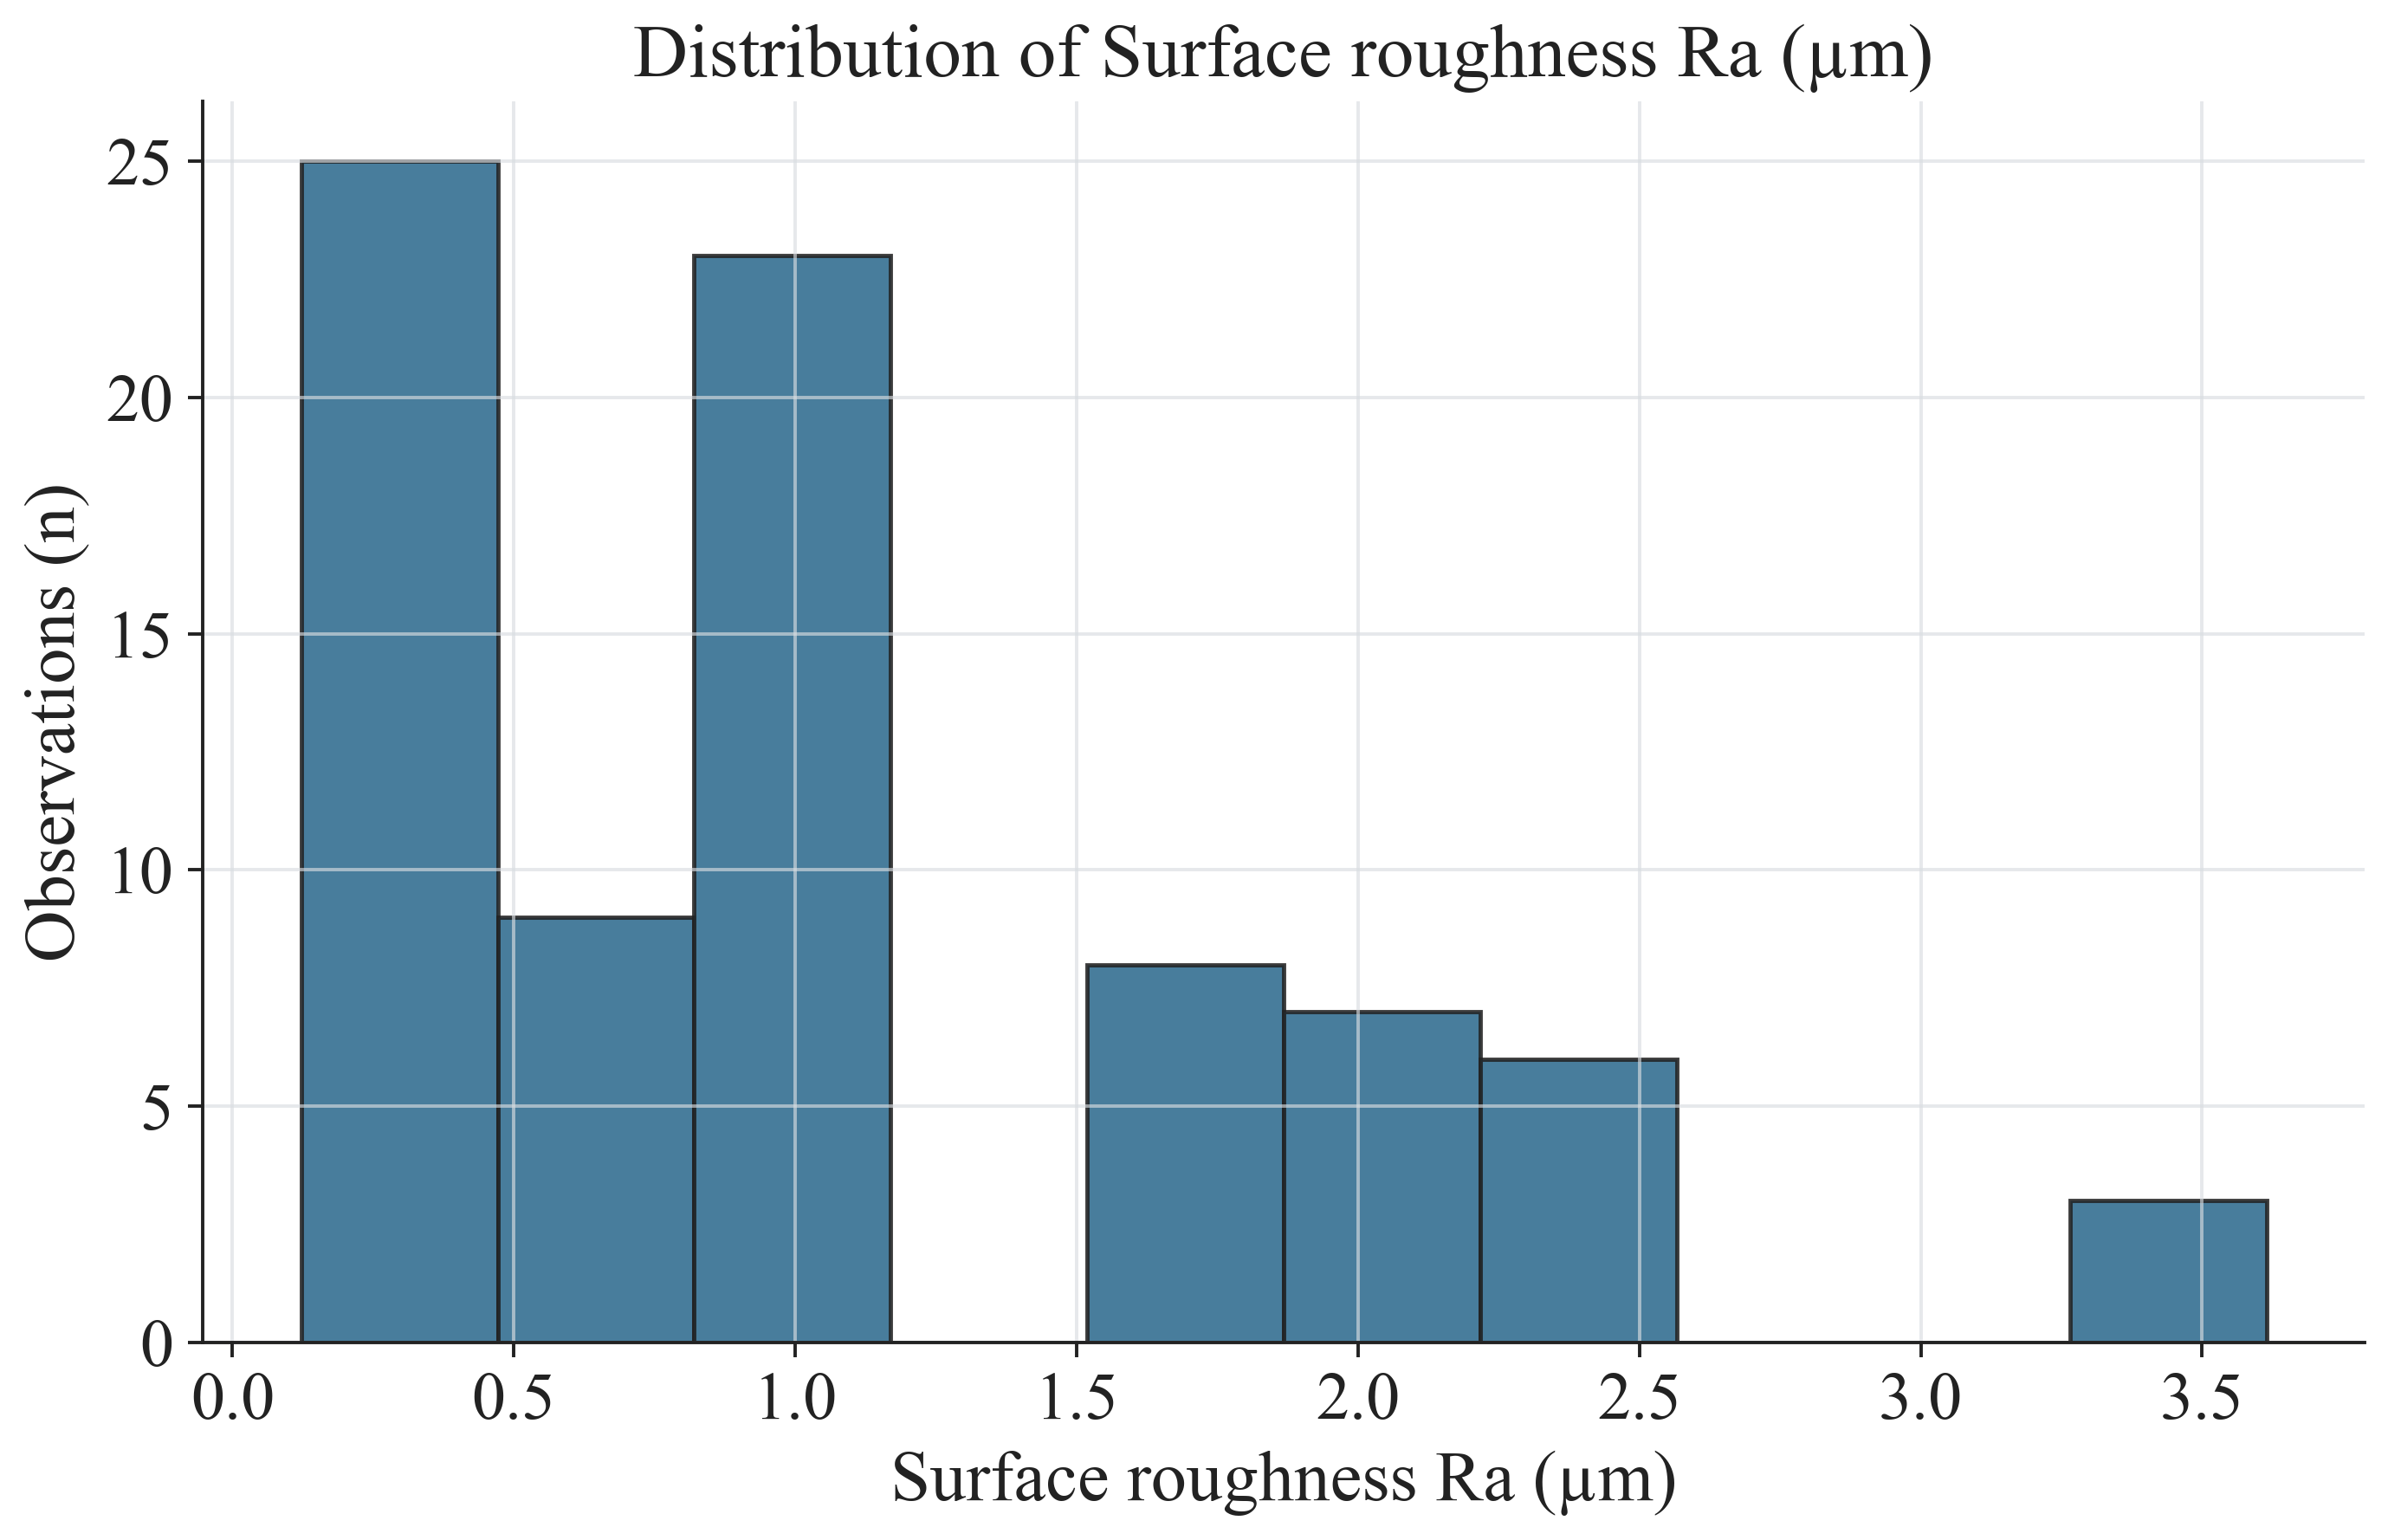 Distribution of Surface roughness Ra (μm)
Observations (n)
25
20
15
10
5
0
0.0 0.5 1.0 1.5 2.0 2.5 3.0 3.5
Surface roughness Ra (μm)